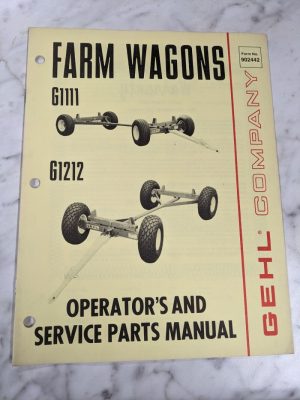 FARM WAGONS
Form No.
902442
G1111
G1212
GEHL® COMPANY
OPERATOR'S AND
SERVICE PARTS MANUAL